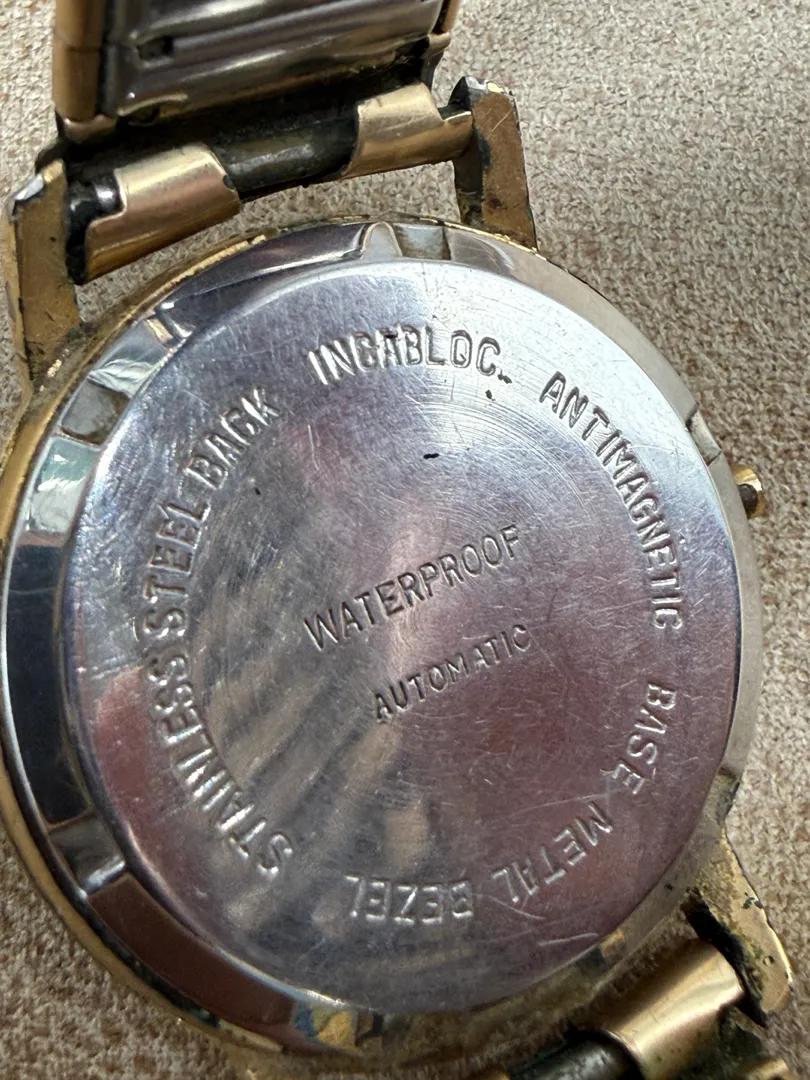 STAINLESS STEEL BACK INCABLOC. ANTIMAGNETIC BASE METAL BEZEL
WATERPROOF
AUTOMATIC